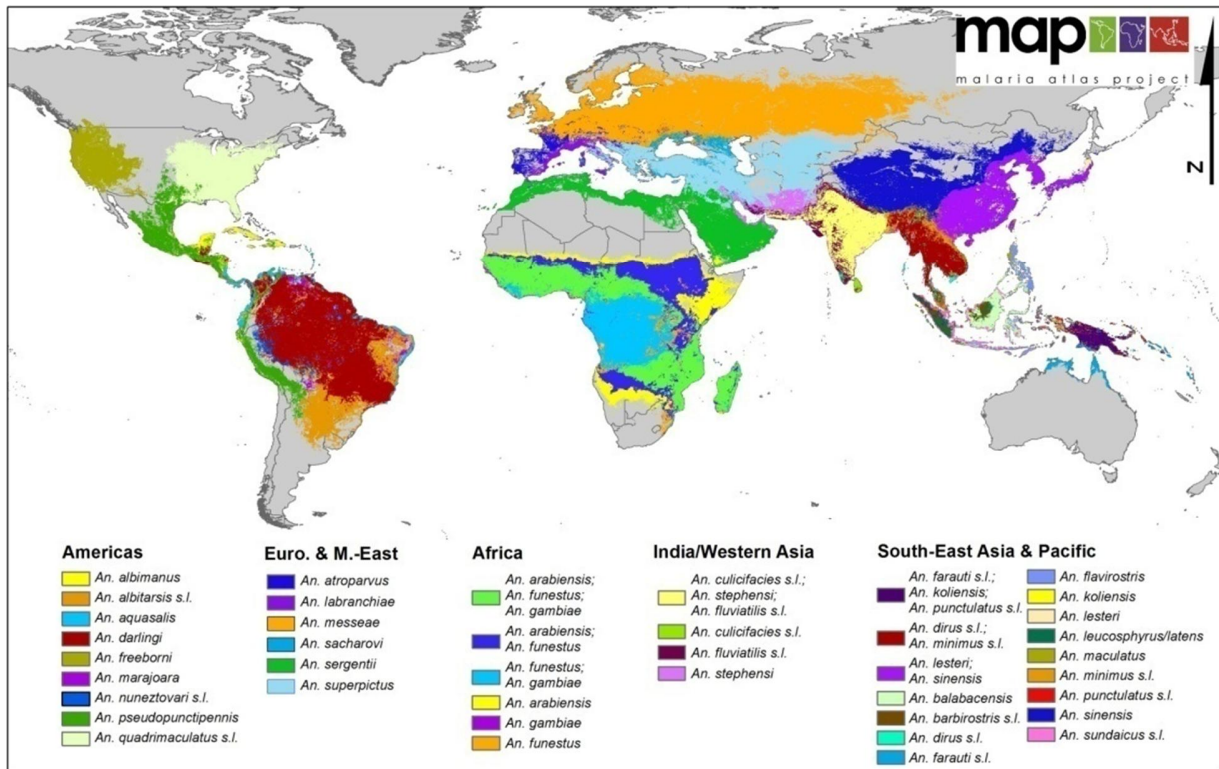 map
malaria atlas project
N
Americas
An. albimanus
An. albitarsis s.l.
An. aquasalis
An. darlingi
An. freeborni
An. marajoara
An. nuneztovari s.l.
An. pseudopunctipennis
An. quadrimaculatus s.l.
Euro. & M.-East
An. atroparvus
An. labranchiae
An. messeae
An. sacharovi
An. sergentii
An. superpictus
Africa
An. arabiensis;
An. funestus;
An. gambiae
An. arabiensis;
An. funestus
An. funestus;
An. gambiae
An. arabiensis
An. gambiae
An. funestus
India/Western Asia
An. culicifacies s.l.;
An. stephensi;
An. fluviatilis s.l.
An. culicifacies s.l.
An. fluviatilis s.l.
An. stephensi
South-East Asia & Pacific
An. farauti s.l.;
An. koliensis;
An. punctulatus s.l.
An. dirus s.l.;
An. minimus s.l.
An. lesteri;
An. sinensis
An. balabacensis
An. barbirostris s.l.
An. dirus s.l.
An. farauti s.l.
An. flavirostris
An. koliensis
An. lesteri
An. leucosphyrus/latens
An. maculatus
An. minimus s.l.
An. punctulatus s.l.
An. sinensis
An. sundaicus s.l.